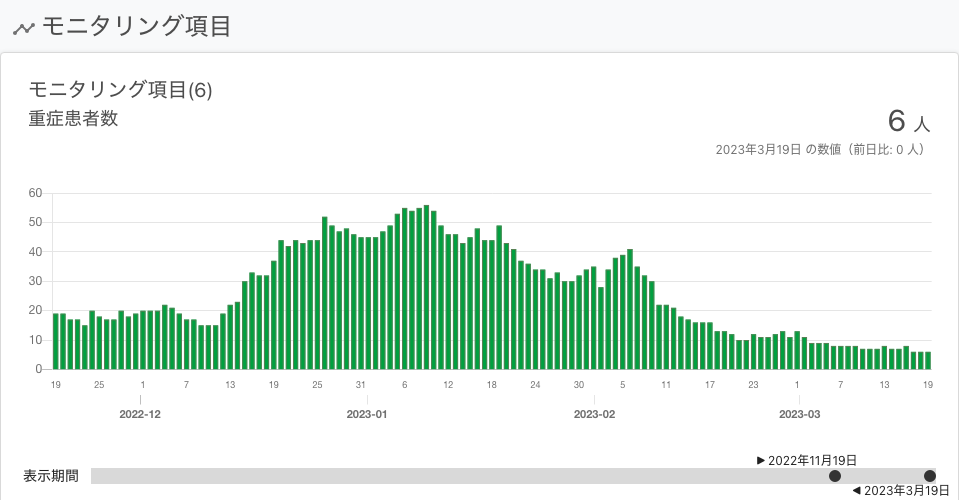 モニタリング項目
モニタリング項目(6)
重症患者数
6 人
2023年3月19日 の数値（前日比: 0 人）
60
50
40
30
20
10
0
19 25 1 7 13 19 25 31 6 12 18 24 30 5 11 17 23 1 7 13 19
2022-12 2023-01 2023-02 2023-03
▶ 2022年11月19日
表示期間
◀ 2023年3月19日